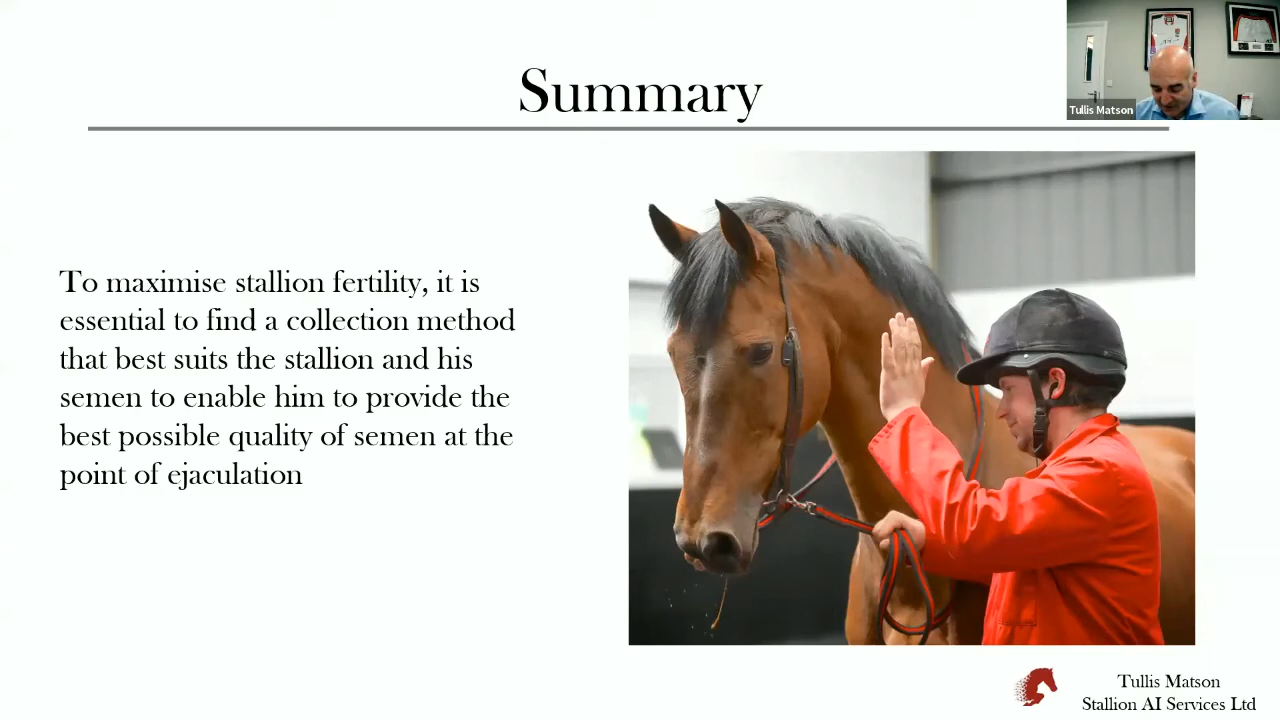 Summary
Tullis Matson
To maximise stallion fertility, it is
essential to find a collection method
that best suits the stallion and his
semen to enable him to provide the
best possible quality of semen at the
point of ejaculation
Tullis Matson
Stallion AI Services Ltd